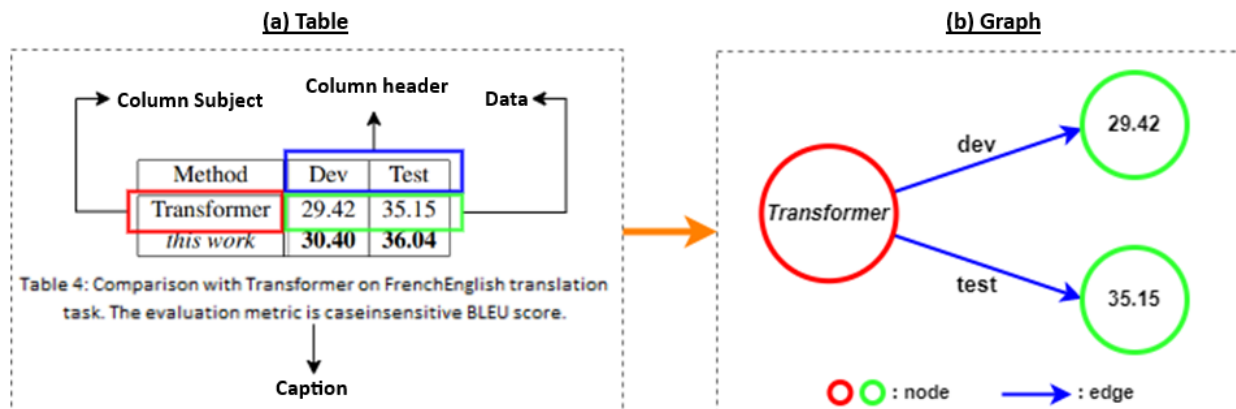 (a) Table
Column Subject
Column header
Data
Method Dev Test
Transformer 29.42 35.15
this work 30.40 36.04
Table 4: Comparison with Transformer on FrenchEnglish translation
task. The evaluation metric is caseinsensitive BLEU score.
Caption
(b) Graph
Transformer
dev
29.42
test
35.15
: node
: edge